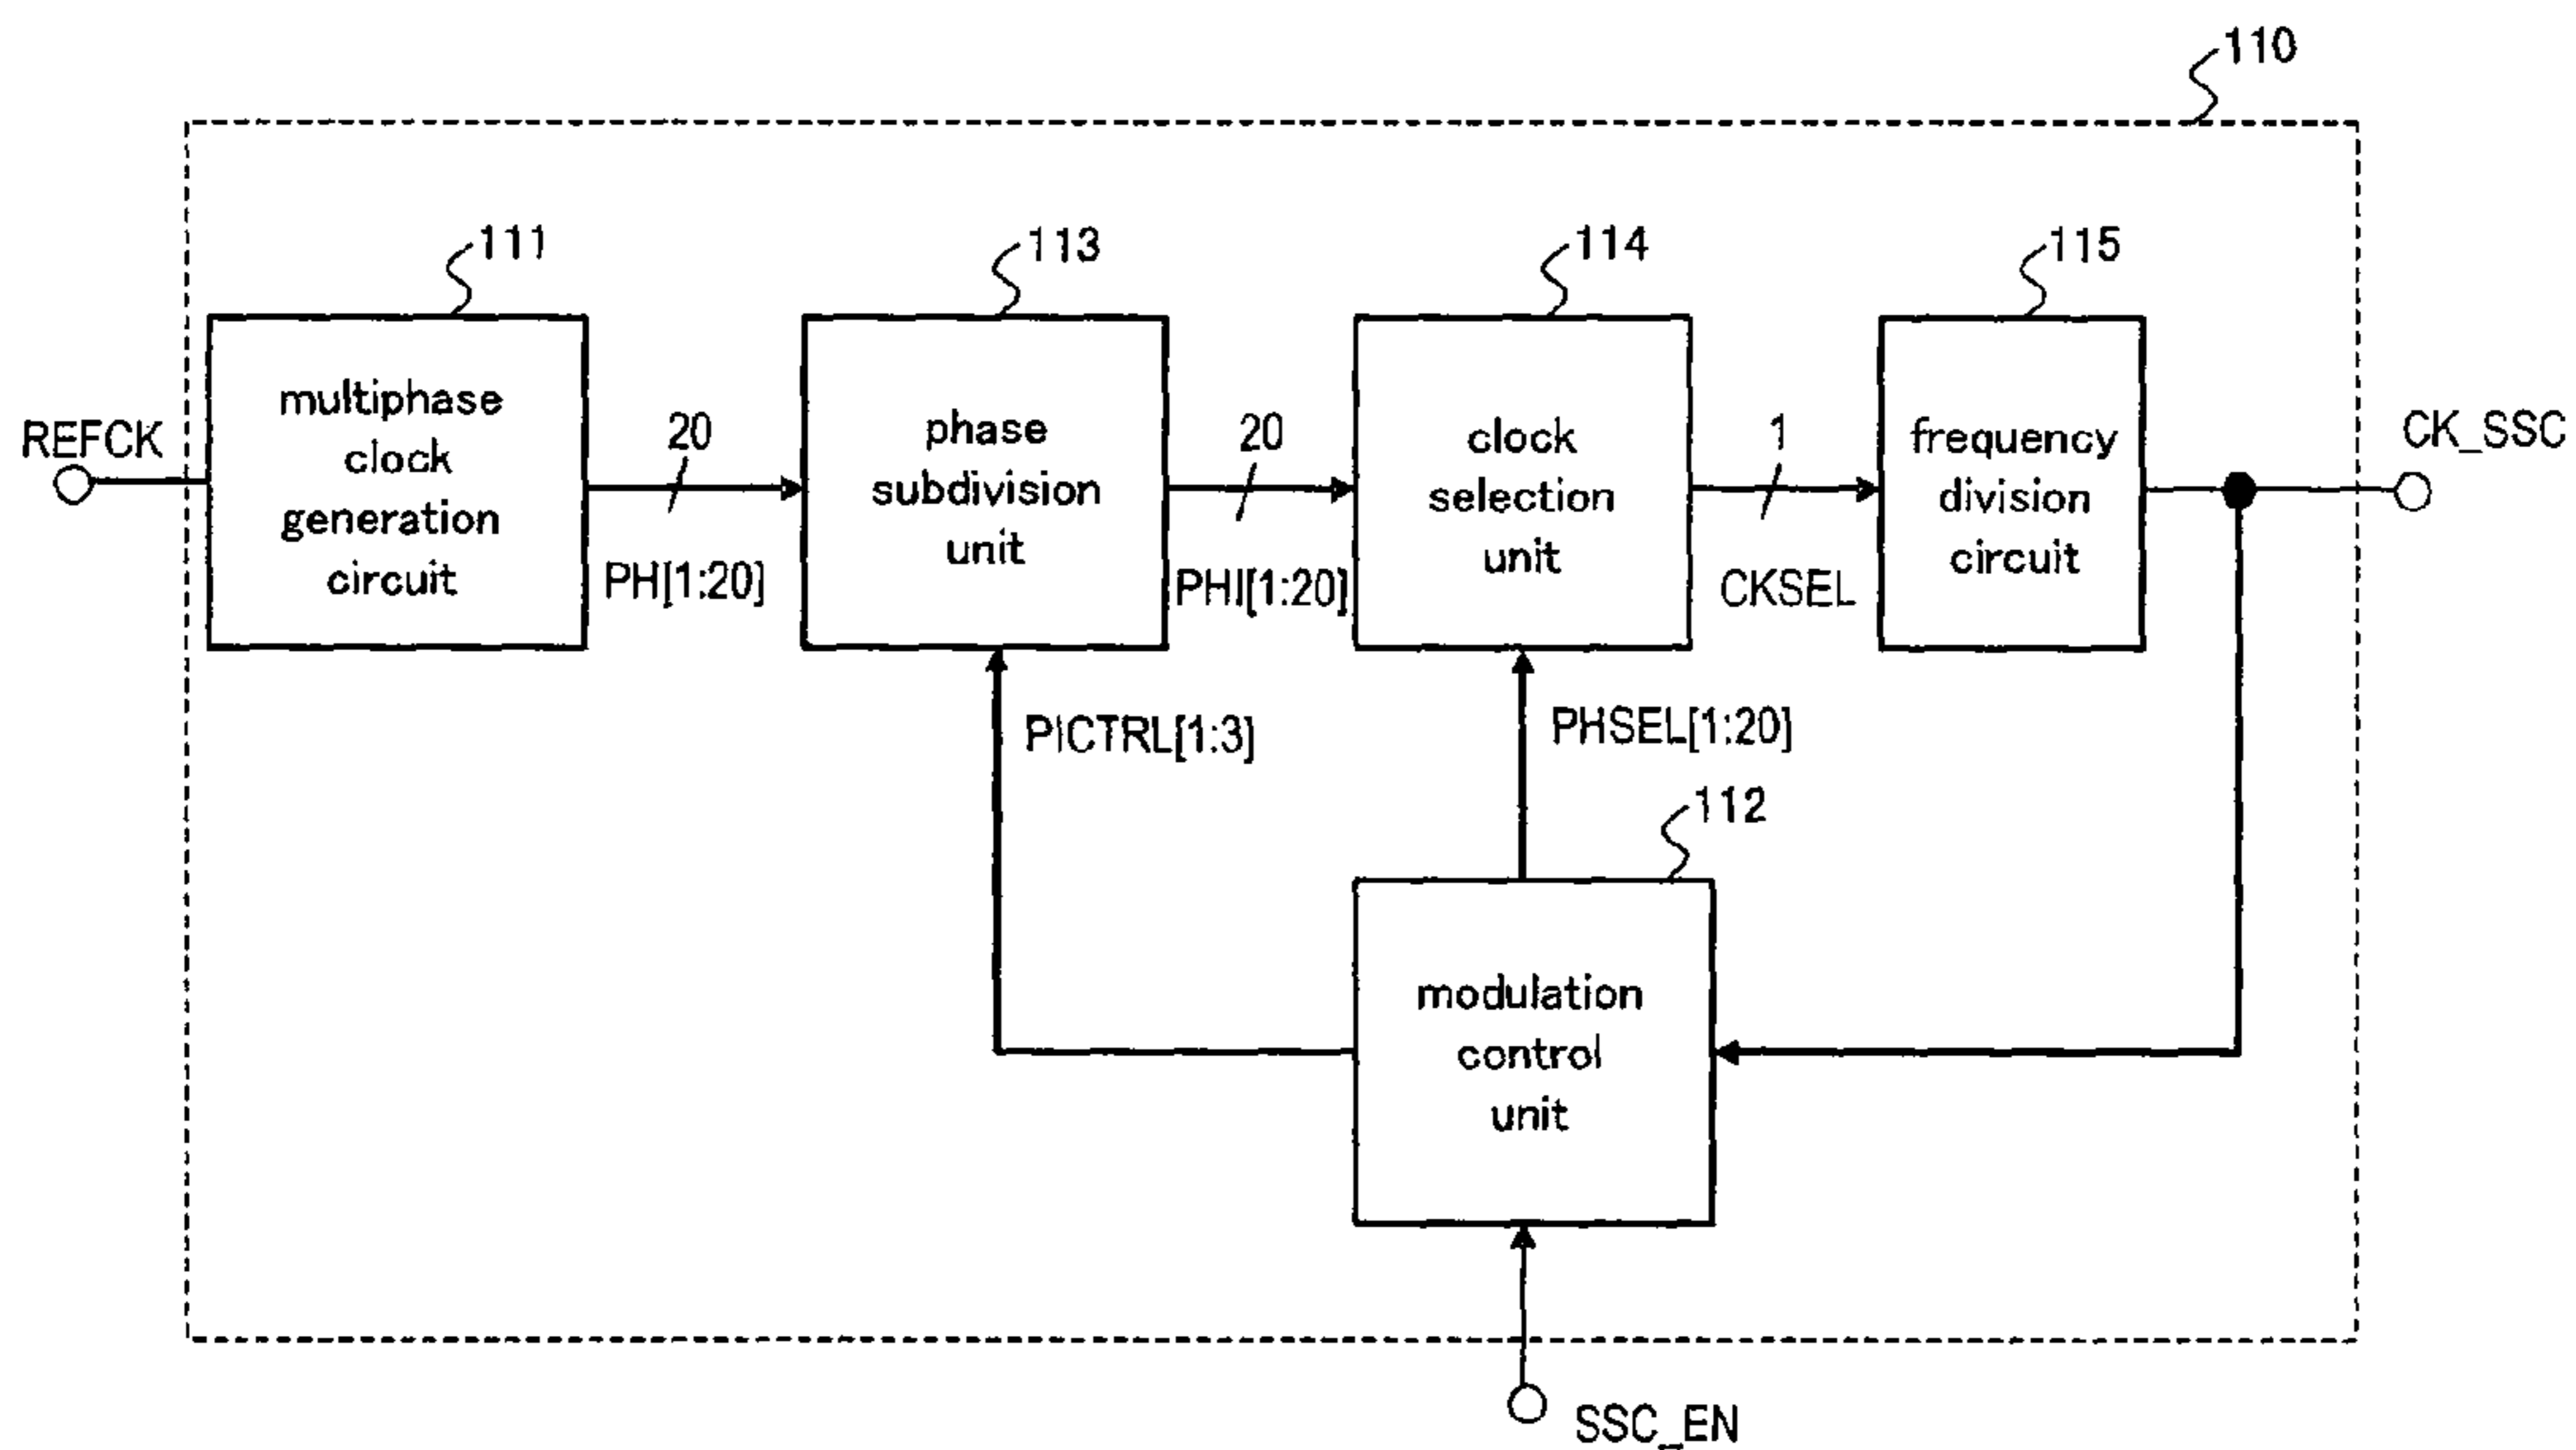 110
111
113
114
115
REFCK
multiphase
clock
generation
circuit
20
PH[1:20]
phase
subdivision
unit
20
PHI[1:20]
clock
selection
unit
1
CKSEL
frequency
division
circuit
CK_SSC
PICTRL[1:3]
PHSEL[1:20]
112
modulation
control
unit
SSC_EN